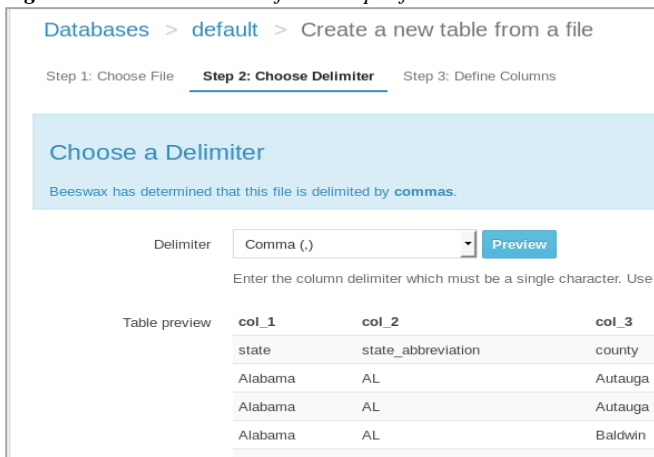 Databases > default > Create a new table from a file
Step 1: Choose File Step 2: Choose Delimiter Step 3: Define Columns
Choose a Delimiter
Beeswax has determined that this file is delimited by commas.
Delimiter Comma (,) Preview
Enter the column delimiter which must be a single character. Use
Table preview col_1 col_2 col_3
state state_abbreviation county
Alabama AL Autauga
Alabama AL Autauga
Alabama AL Baldwin